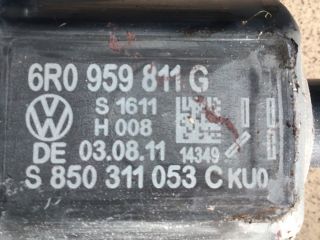 6R0 959 811 G
S 1611
H 008
DE 03.08.11 14349
S 850 311 053 C KU0